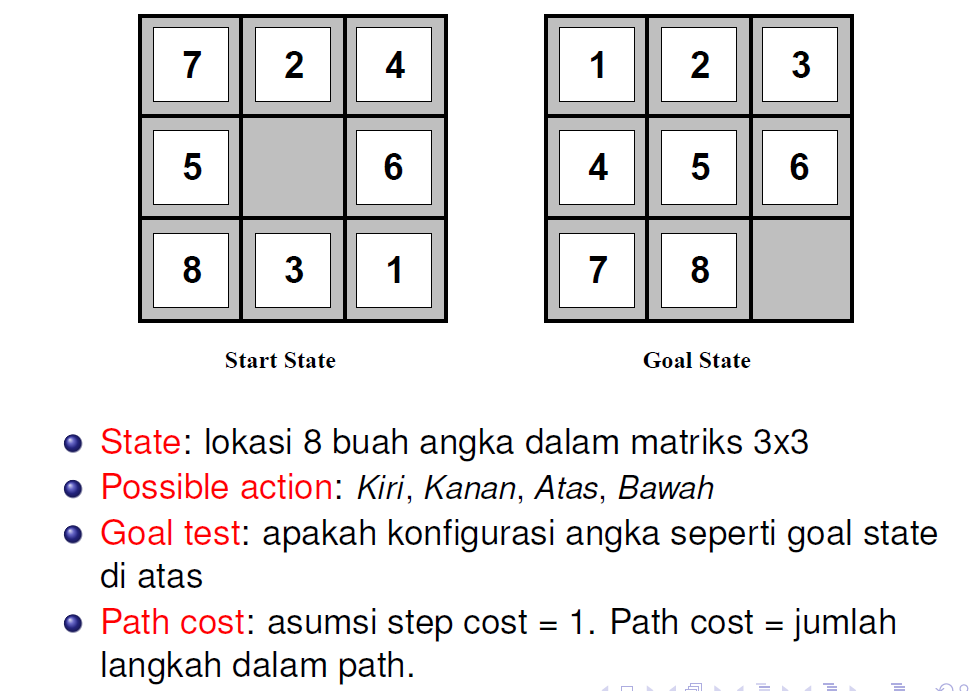 7 2 4 1 2 3
5 6 4 5 6
8 3 1 7 8
Start State Goal State
State: lokasi 8 buah angka dalam matriks 3x3
Possible action: Kiri, Kanan, Atas, Bawah
Goal test: apakah konfigurasi angka seperti goal state
di atas
Path cost: asumsi step cost = 1. Path cost = jumlah
langkah dalam path.